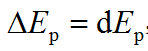 ΔEₚ = dEₚ,